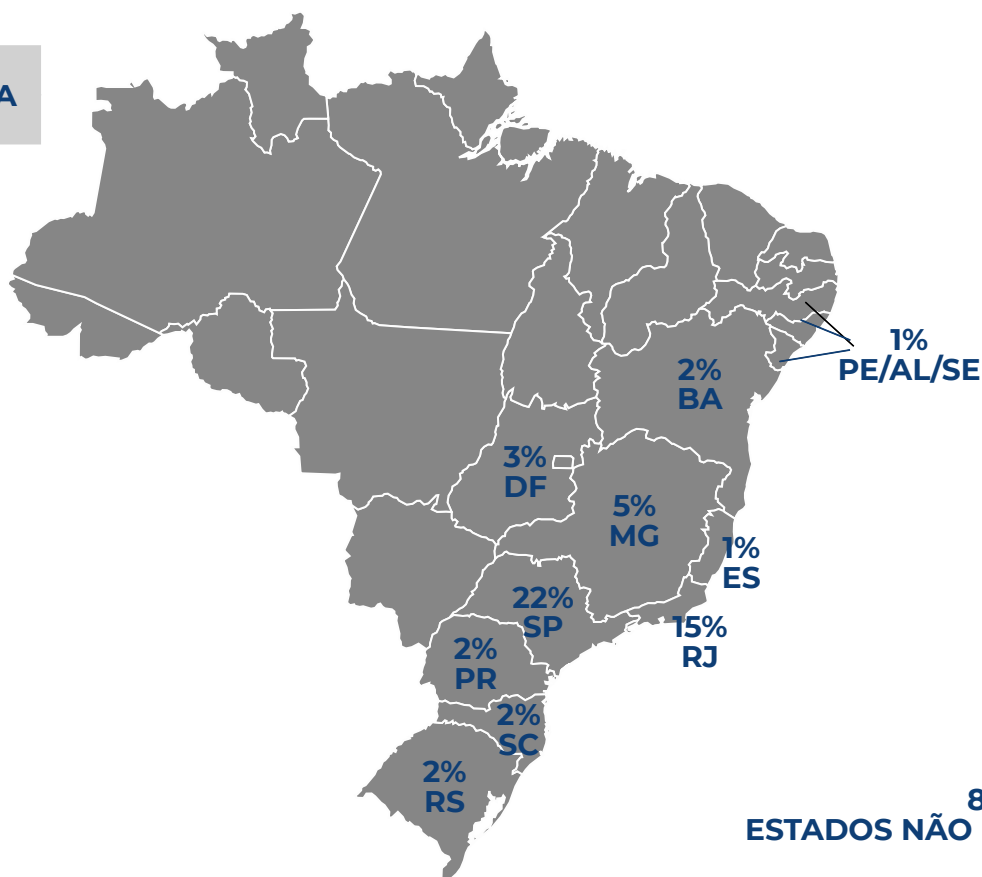 A
1%
PE/AL/SE
2%
BA
3%
DF
5%
MG
1%
ES
22%
SP
15%
RJ
2%
PR
2%
SC
2%
RS
8
ESTADOS NÃO